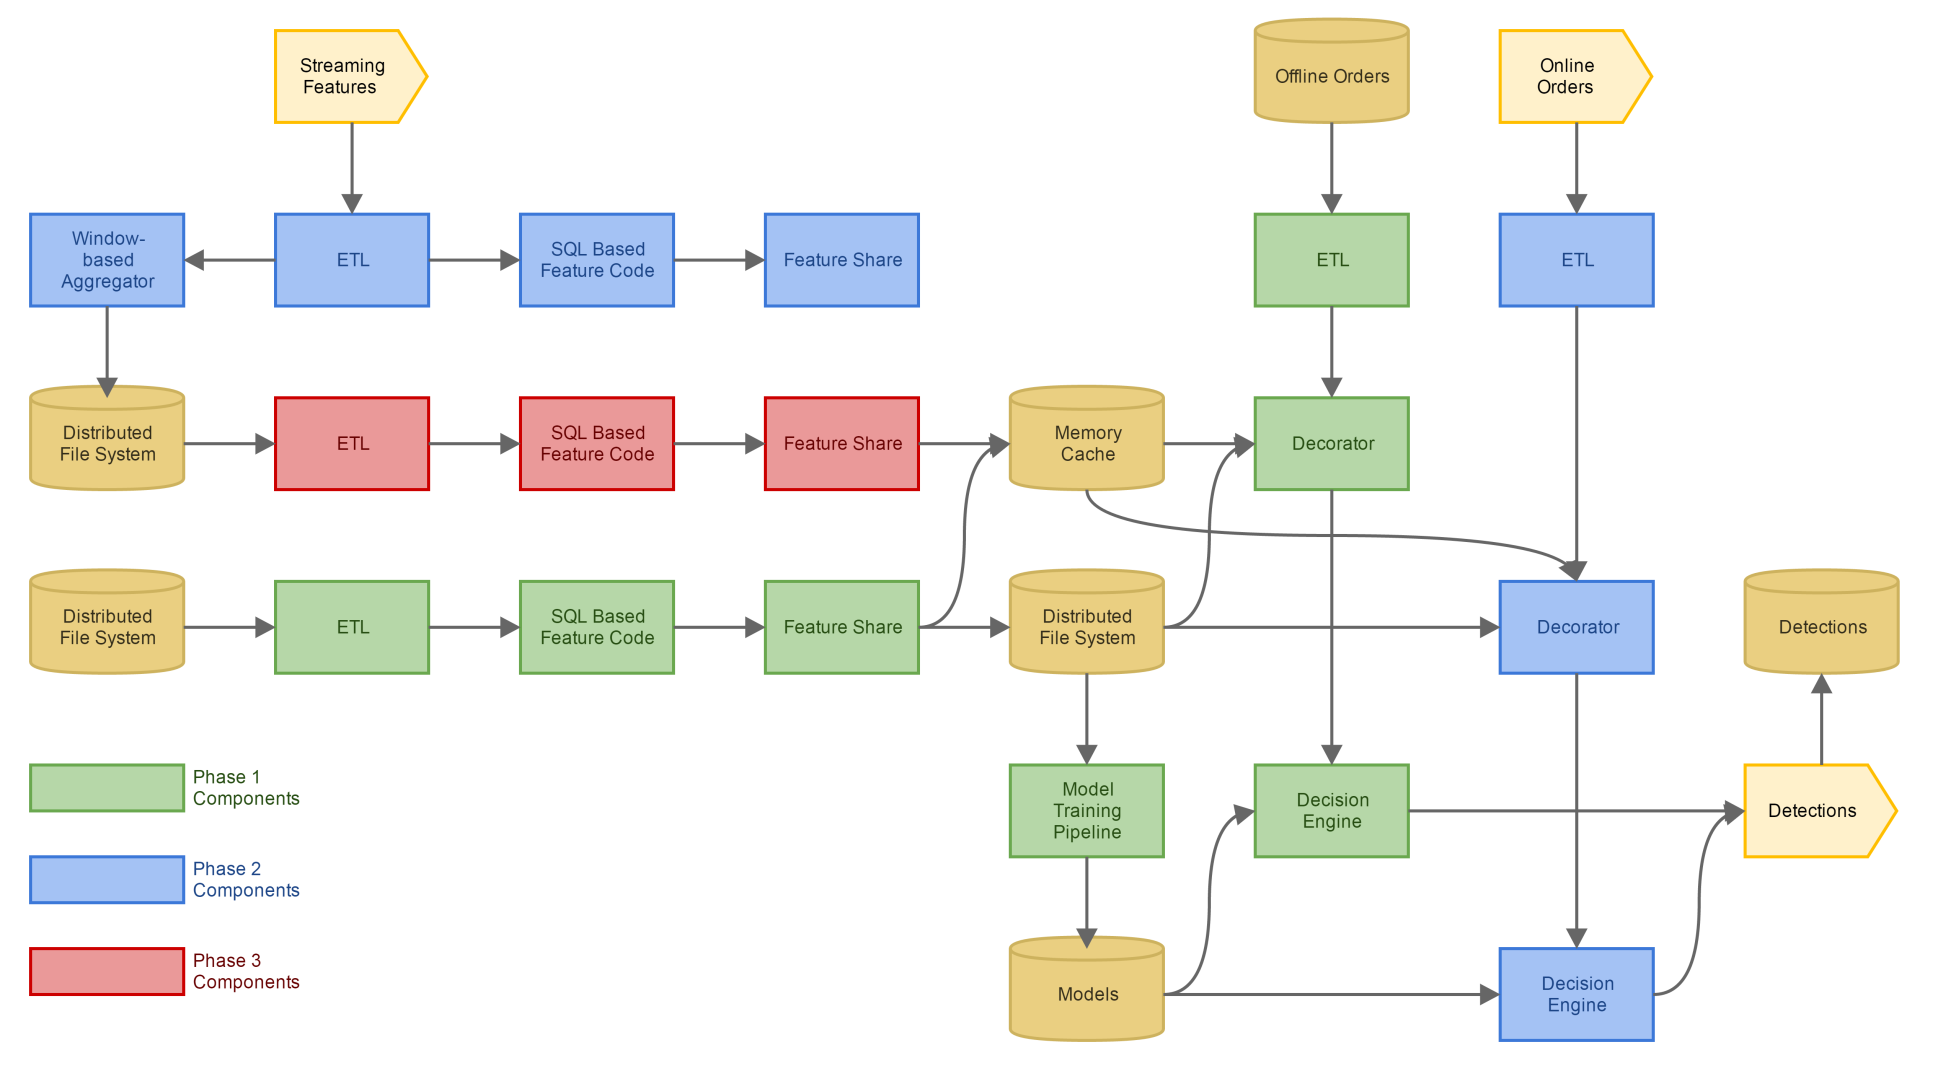 Streaming
Features
Offline Orders
Online
Orders
Window-
based
Aggregator
ETL
SQL Based
Feature Code
Feature Share
ETL
ETL
Distributed
File System
ETL
SQL Based
Feature Code
Feature Share
Memory
Cache
Decorator
Distributed
File System
ETL
SQL Based
Feature Code
Feature Share
Distributed
File System
Decorator
Detections
Phase 1
Components
Model
Training
Pipeline
Decision
Engine
Detections
Phase 2
Components
Phase 3
Components
Models
Decision
Engine